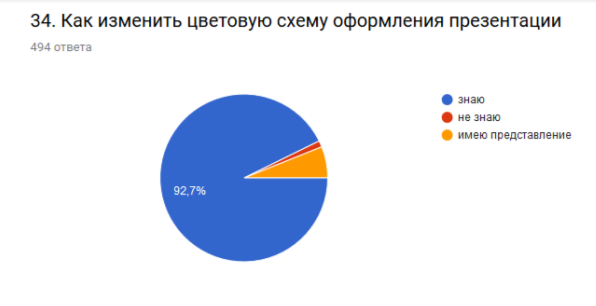 34. Как изменить цветовую схему оформления презентации
494 ответа
знаю
не знаю
имею представление
92,7%